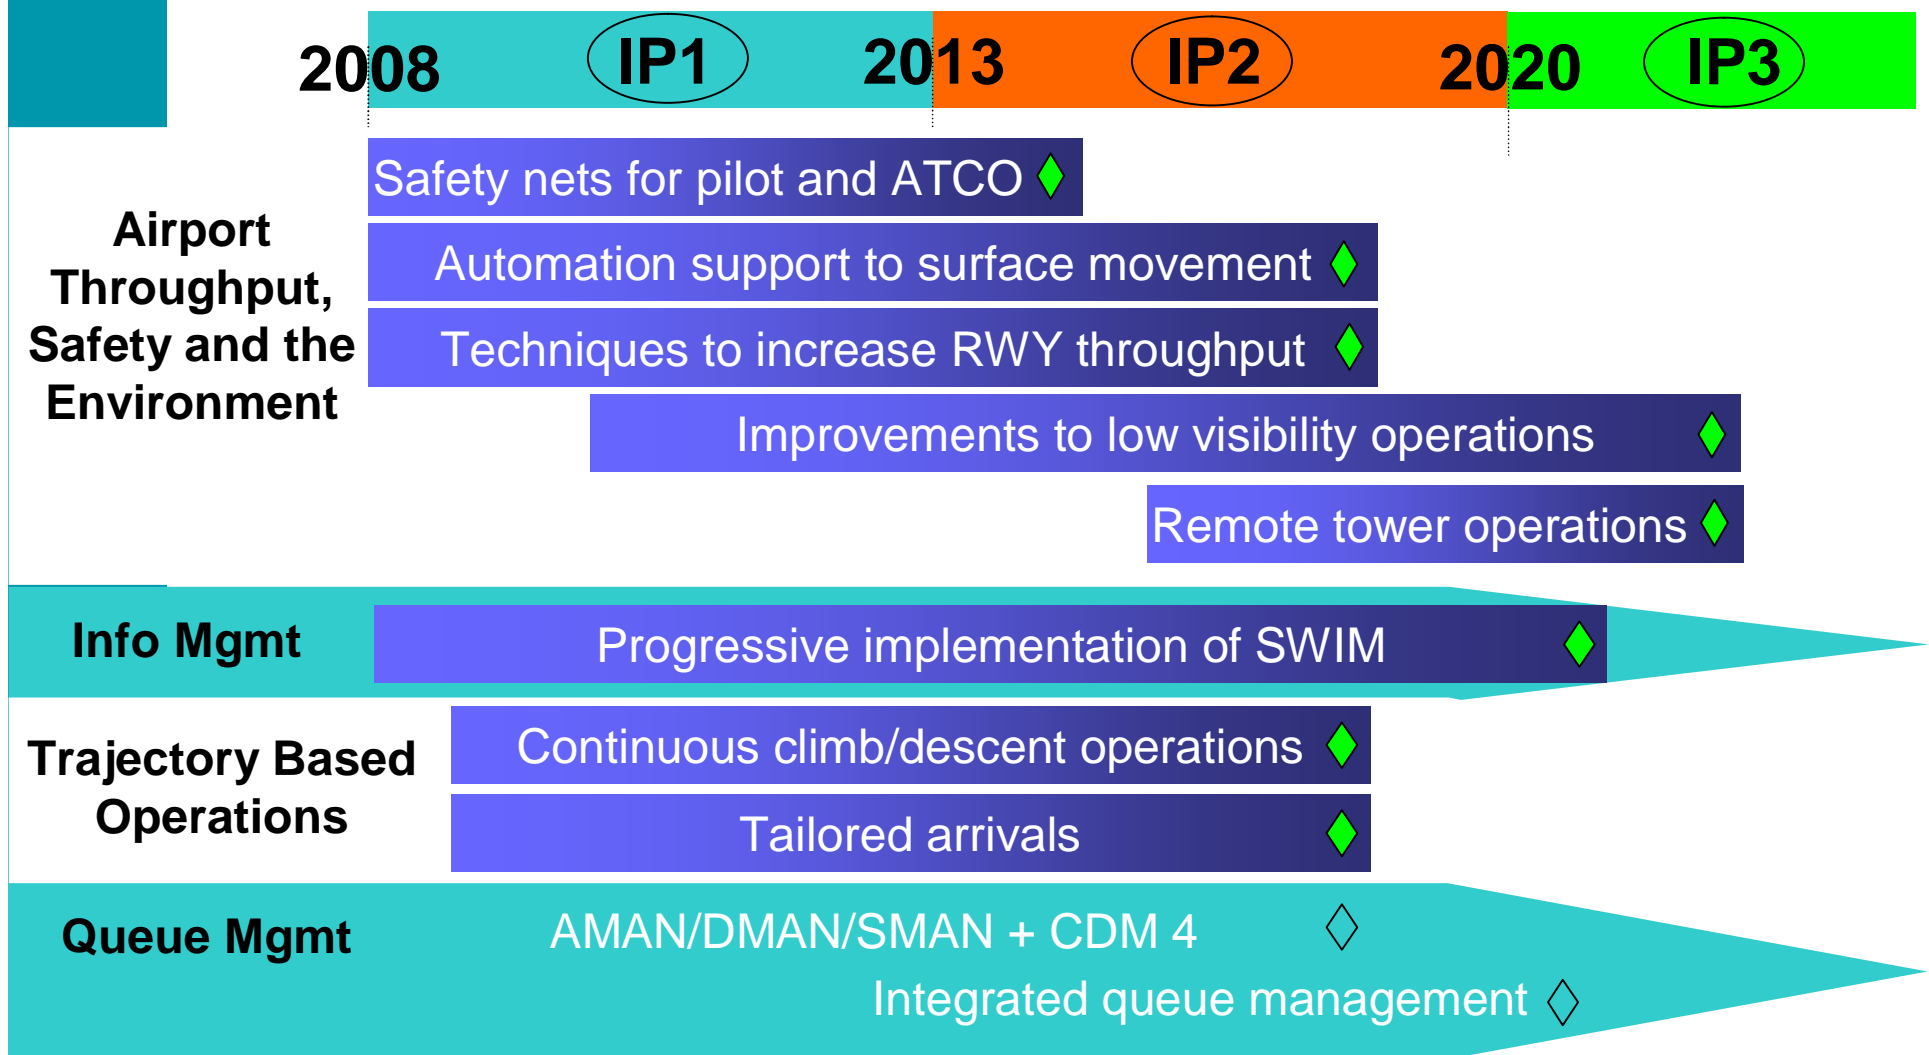 2008 IP1 2013 IP2 2020 IP3
Safety nets for pilot and ATCO
Airport
Throughput,
Safety and the
Environment
Automation support to surface movement
Techniques to increase RWY throughput
Improvements to low visibility operations
Remote tower operations
Info Mgmt
Progressive implementation of SWIM
Trajectory Based
Operations
Continuous climb/descent operations
Tailored arrivals
Queue Mgmt
AMAN/DMAN/SMAN + CDM 4
Integrated queue management